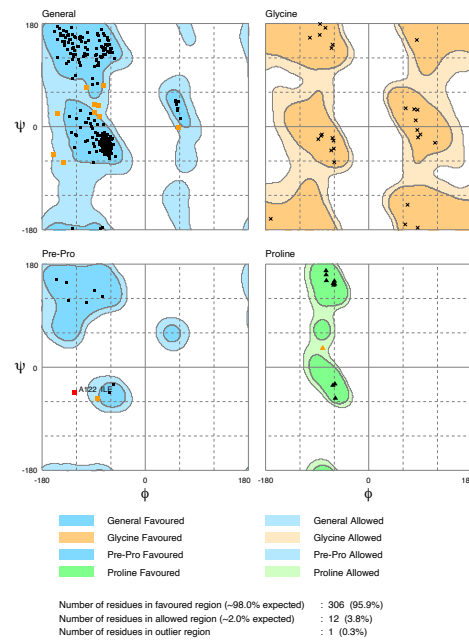 General
Glycine
180
ψ
0
-180
Pre-Pro
Proline
180
A122 ILE
ψ
0
-180
-180
0
180
-180
0
180
ϕ
ϕ
General Favoured
General Allowed
Glycine Favoured
Glycine Allowed
Pre-Pro Favoured
Pre-Pro Allowed
Proline Favoured
Proline Allowed
Number of residues in favoured region (~98.0% expected) : 306 (95.9%)
Number of residues in allowed region (~2.0% expected) : 12 (3.8%)
Number of residues in outlier region : 1 (0.3%)